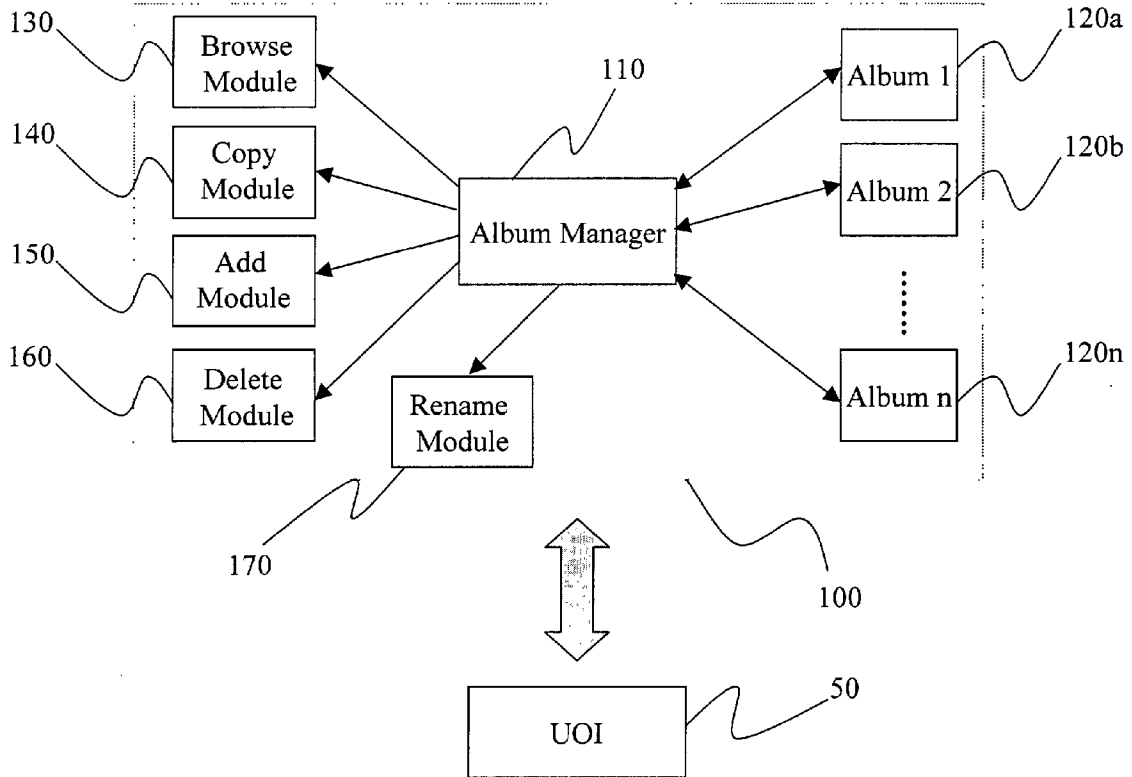 130
Browse
Module
110
120a
Album 1
140
Copy
Module
120b
Album 2
Album Manager
150
Add
Module
160
Delete
Module
Rename
Module
120n
Album n
170
100
50
UOI